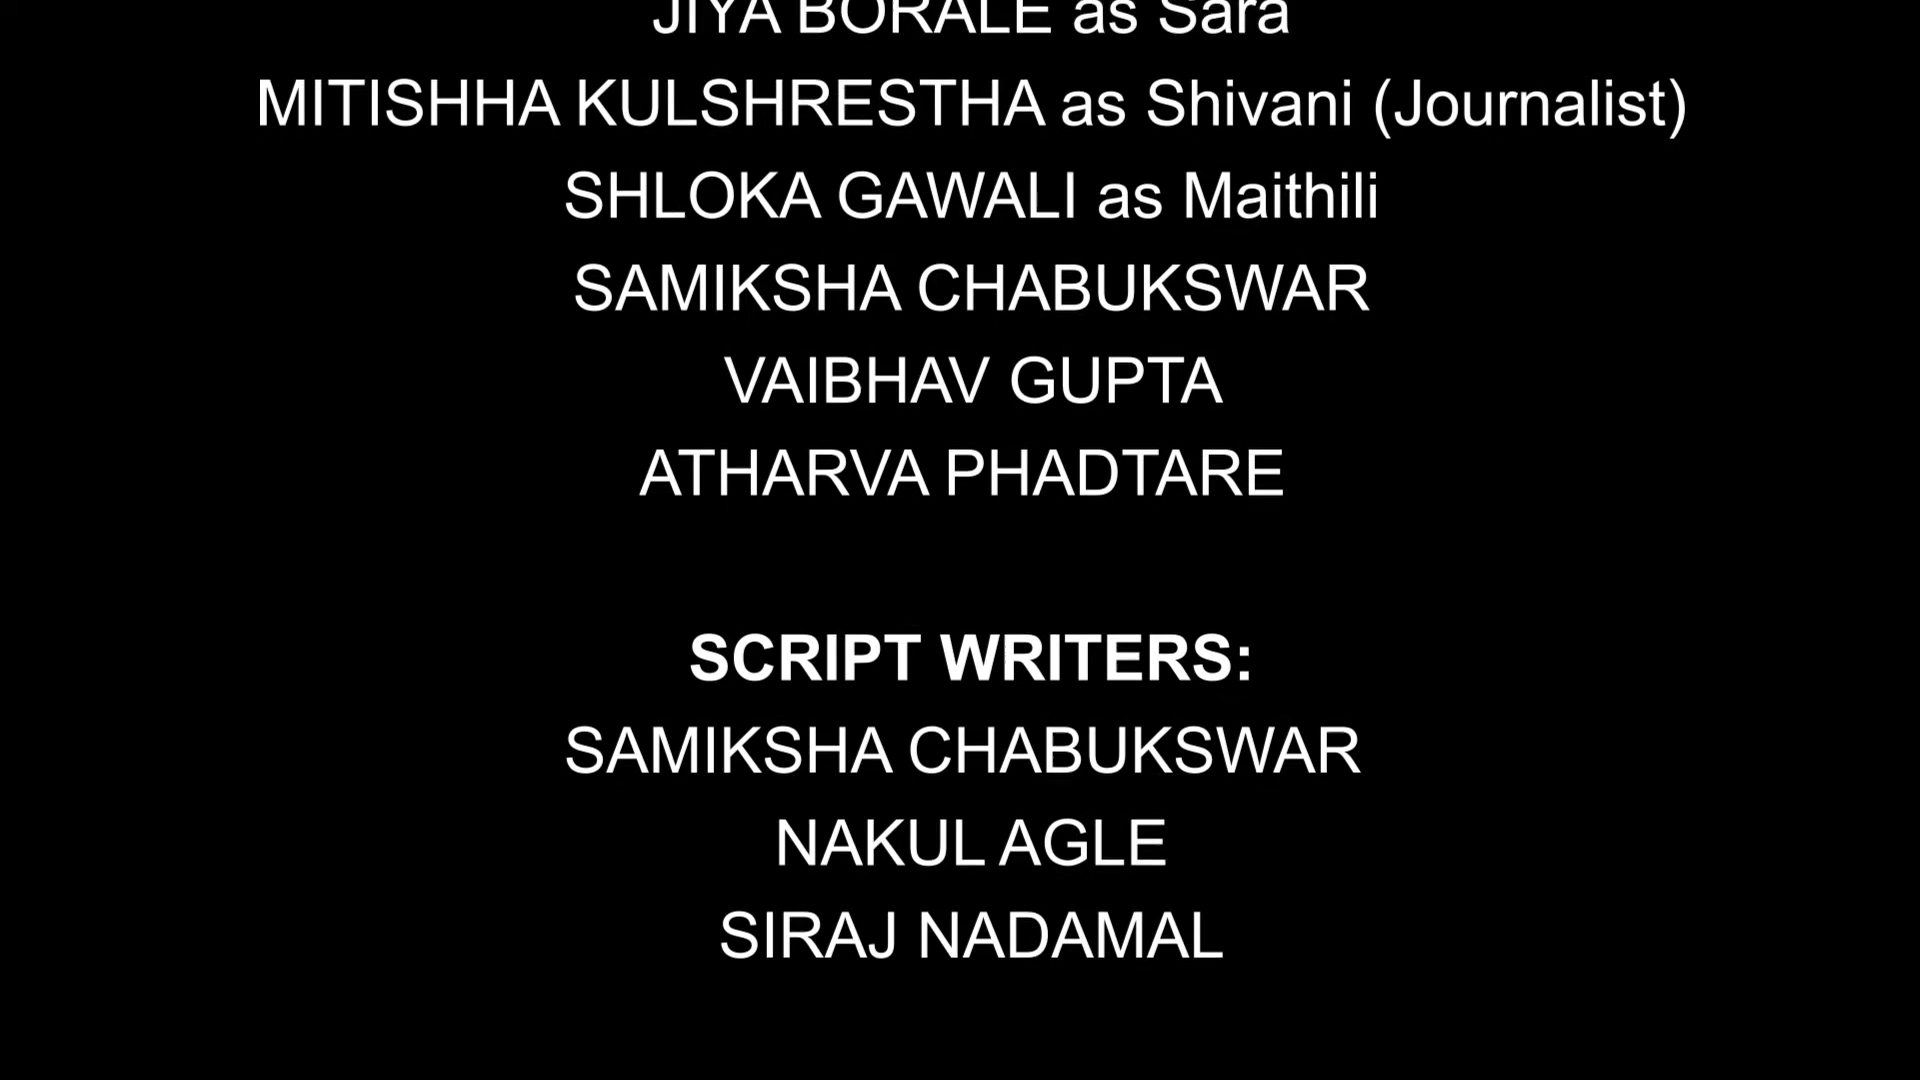 JIYA BORALE as Sara
MITISHHA KULSHRESTHA as Shivani (Journalist)
SHLOKA GAWALI as Maithili
SAMIKSHA CHABUKSWAR
VAIBHAV GUPTA
ATHARVA PHADTARE
SCRIPT WRITERS:
SAMIKSHA CHABUKSWAR
NAKUL AGLE
SIRAJ NADAMAL